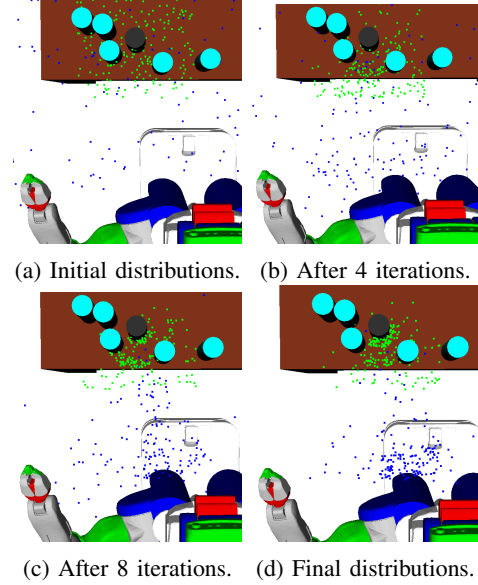 (a) Initial distributions.
(b) After 4 iterations.
(c) After 8 iterations.
(d) Final distributions.